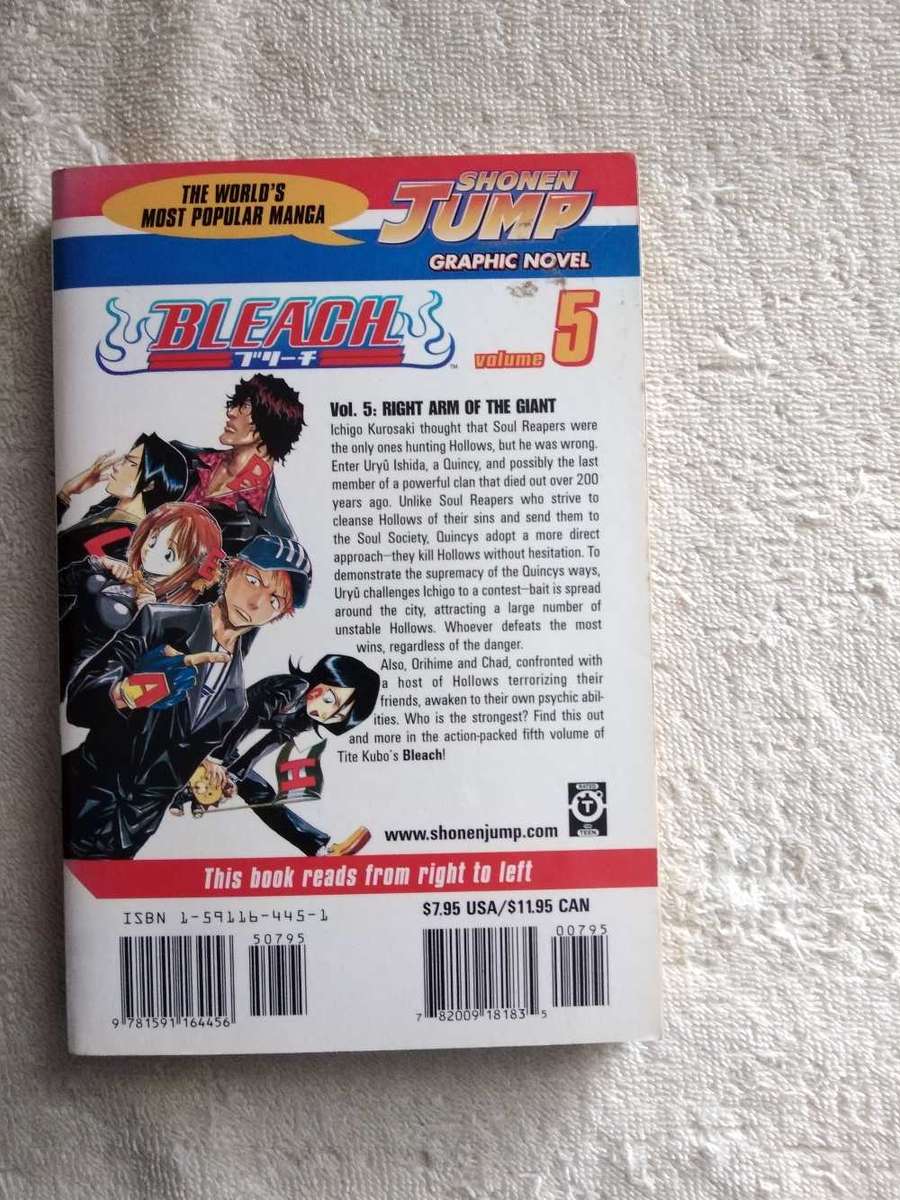 THE WORLD'S
MOST POPULAR MANGA
SHONEN
JUMP
GRAPHIC NOVEL
BLEACH
ブリーチ
TM
volume 5
Vol. 5: RIGHT ARM OF THE GIANT
Ichigo Kurosaki thought that Soul Reapers were
the only ones hunting Hollows, but he was wrong.
Enter Uryû Ishida, a Quincy, and possibly the last
member of a powerful clan that died out over 200
years ago. Unlike Soul Reapers who strive to
cleanse Hollows of their sins and send them to
the Soul Society, Quincys adopt a more direct
approach—they kill Hollows without hesitation. To
demonstrate the supremacy of the Quincys ways,
Uryû challenges Ichigo to a contest—bait is spread
around the city, attracting a large number of
unstable Hollows. Whoever defeats the most
wins, regardless of the danger.
Also, Orihime and Chad, confronted with
a host of Hollows terrorizing their
friends, awaken to their own psychic abil-
ities. Who is the strongest? Find this out
and more in the action-packed fifth volume of
Tite Kubo's Bleach!
B
L
E
A
C
H
RATED
T
TEEN
www.shonenjump.com
This book reads from right to left
ISBN 1-59116-445-1
$7.95 USA/$11.95 CAN
50795
00795
9 781591 164456
7 82009 18183 5